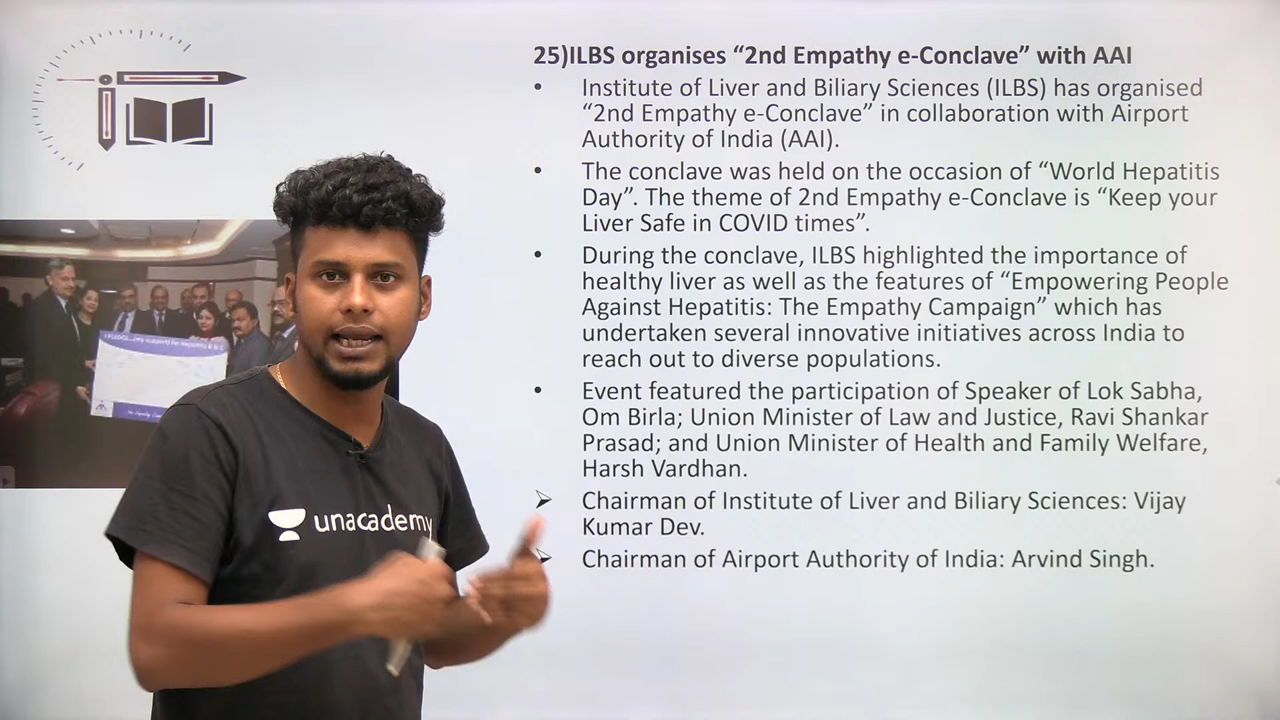 25)ILBS organises “2nd Empathy e-Conclave” with AAI
• Institute of Liver and Biliary Sciences (ILBS) has organised
“2nd Empathy e-Conclave” in collaboration with Airport
Authority of India (AAI).
• The conclave was held on the occasion of “World Hepatitis
Day”. The theme of 2nd Empathy e-Conclave is “Keep your
Liver Safe in COVID times”.
• During the conclave, ILBS highlighted the importance of
healthy liver as well as the features of “Empowering People
Against Hepatitis: The Empathy Campaign” which has
undertaken several innovative initiatives across India to
reach out to diverse populations.
• Event featured the participation of Speaker of Lok Sabha,
Om Birla; Union Minister of Law and Justice, Ravi Shankar
Prasad; and Union Minister of Health and Family Welfare,
Harsh Vardhan.
➢ Chairman of Institute of Liver and Biliary Sciences: Vijay
Kumar Dev.
➢ Chairman of Airport Authority of India: Arvind Singh.
unacademy